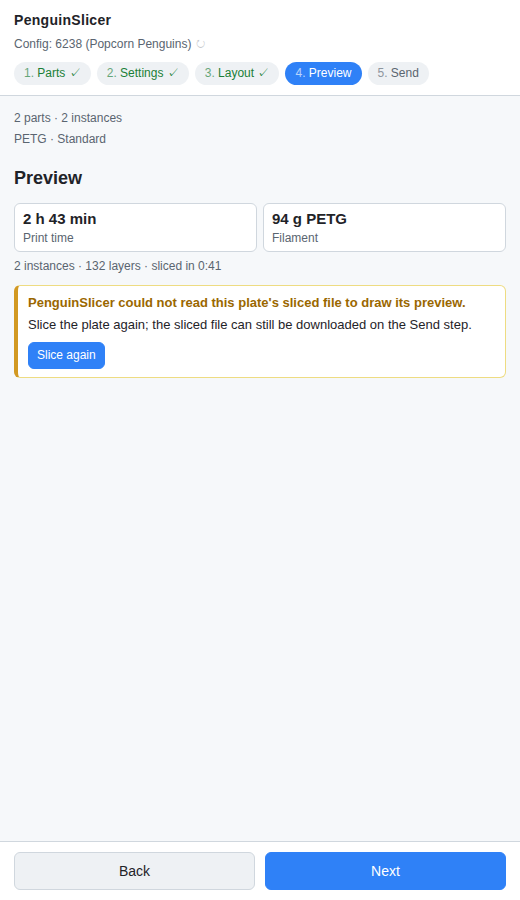 PenguinSlicer
Config: 6238 (Popcorn Penguins) ↻
1. Parts ✓ 2. Settings ✓ 3. Layout ✓ 4. Preview 5. Send
2 parts · 2 instances
PETG · Standard
Preview
2 h 43 min
Print time
94 g PETG
Filament
2 instances · 132 layers · sliced in 0:41
PenguinSlicer could not read this plate's sliced file to draw its preview.
Slice the plate again; the sliced file can still be downloaded on the Send step.
Slice again
Back
Next